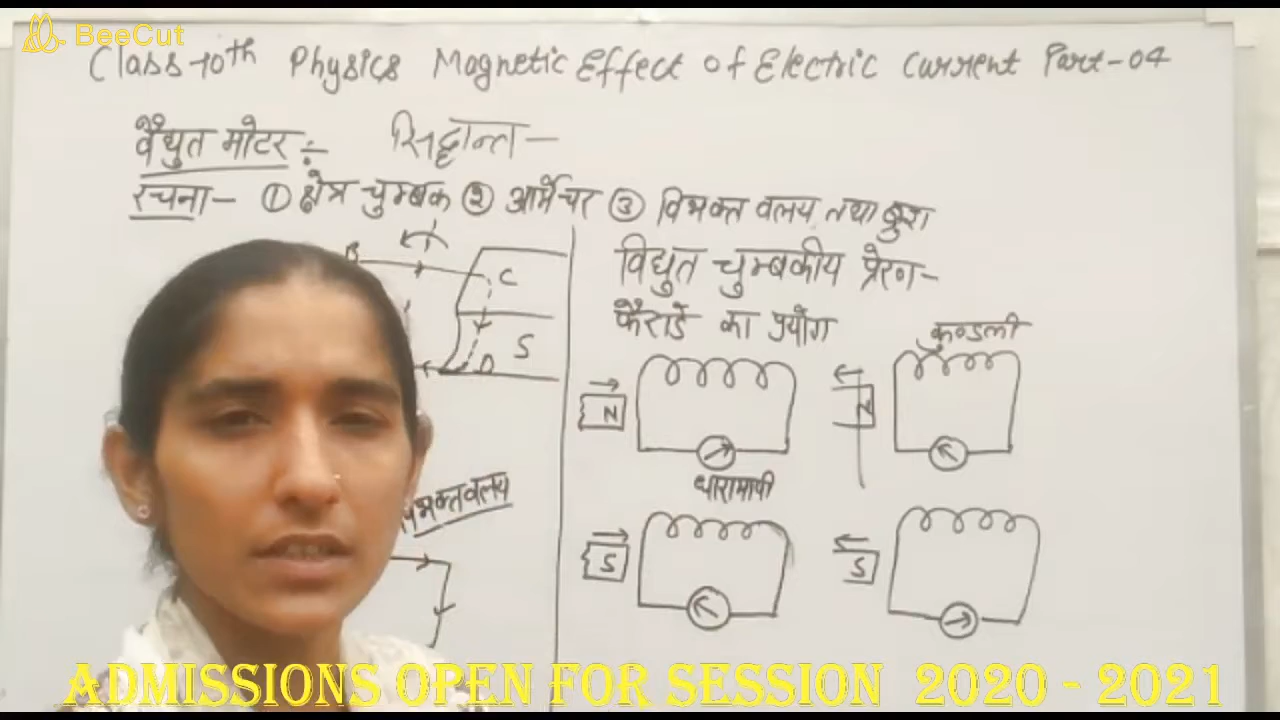 BeeCut
Class-10th Physics Magnetic Effect of Electric Current Part-04
वैद्युत मोटर ÷ सिद्धान्त —
रचना— ① क्षेत्र चुम्बक ② आर्मेचर ③ विभक्त वलय तथा ब्रुश
B
C
S
D
विद्युत चुम्बकीय प्रेरण—
फैराडे का प्रयोग
कुण्डली
N
N
धारामापी
भक्त वलय
S
S
ADMISSIONS OPEN FOR SESSION 2020 - 2021